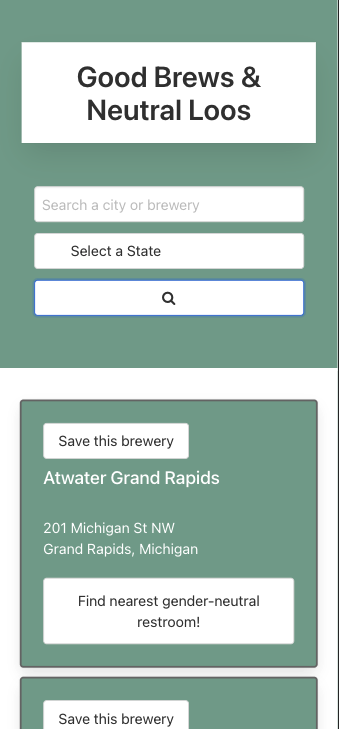 Good Brews &
Neutral Loos
Search a city or brewery
Select a State
Save this brewery
Atwater Grand Rapids
201 Michigan St NW
Grand Rapids, Michigan
Find nearest gender-neutral
restroom!
Save this brewery